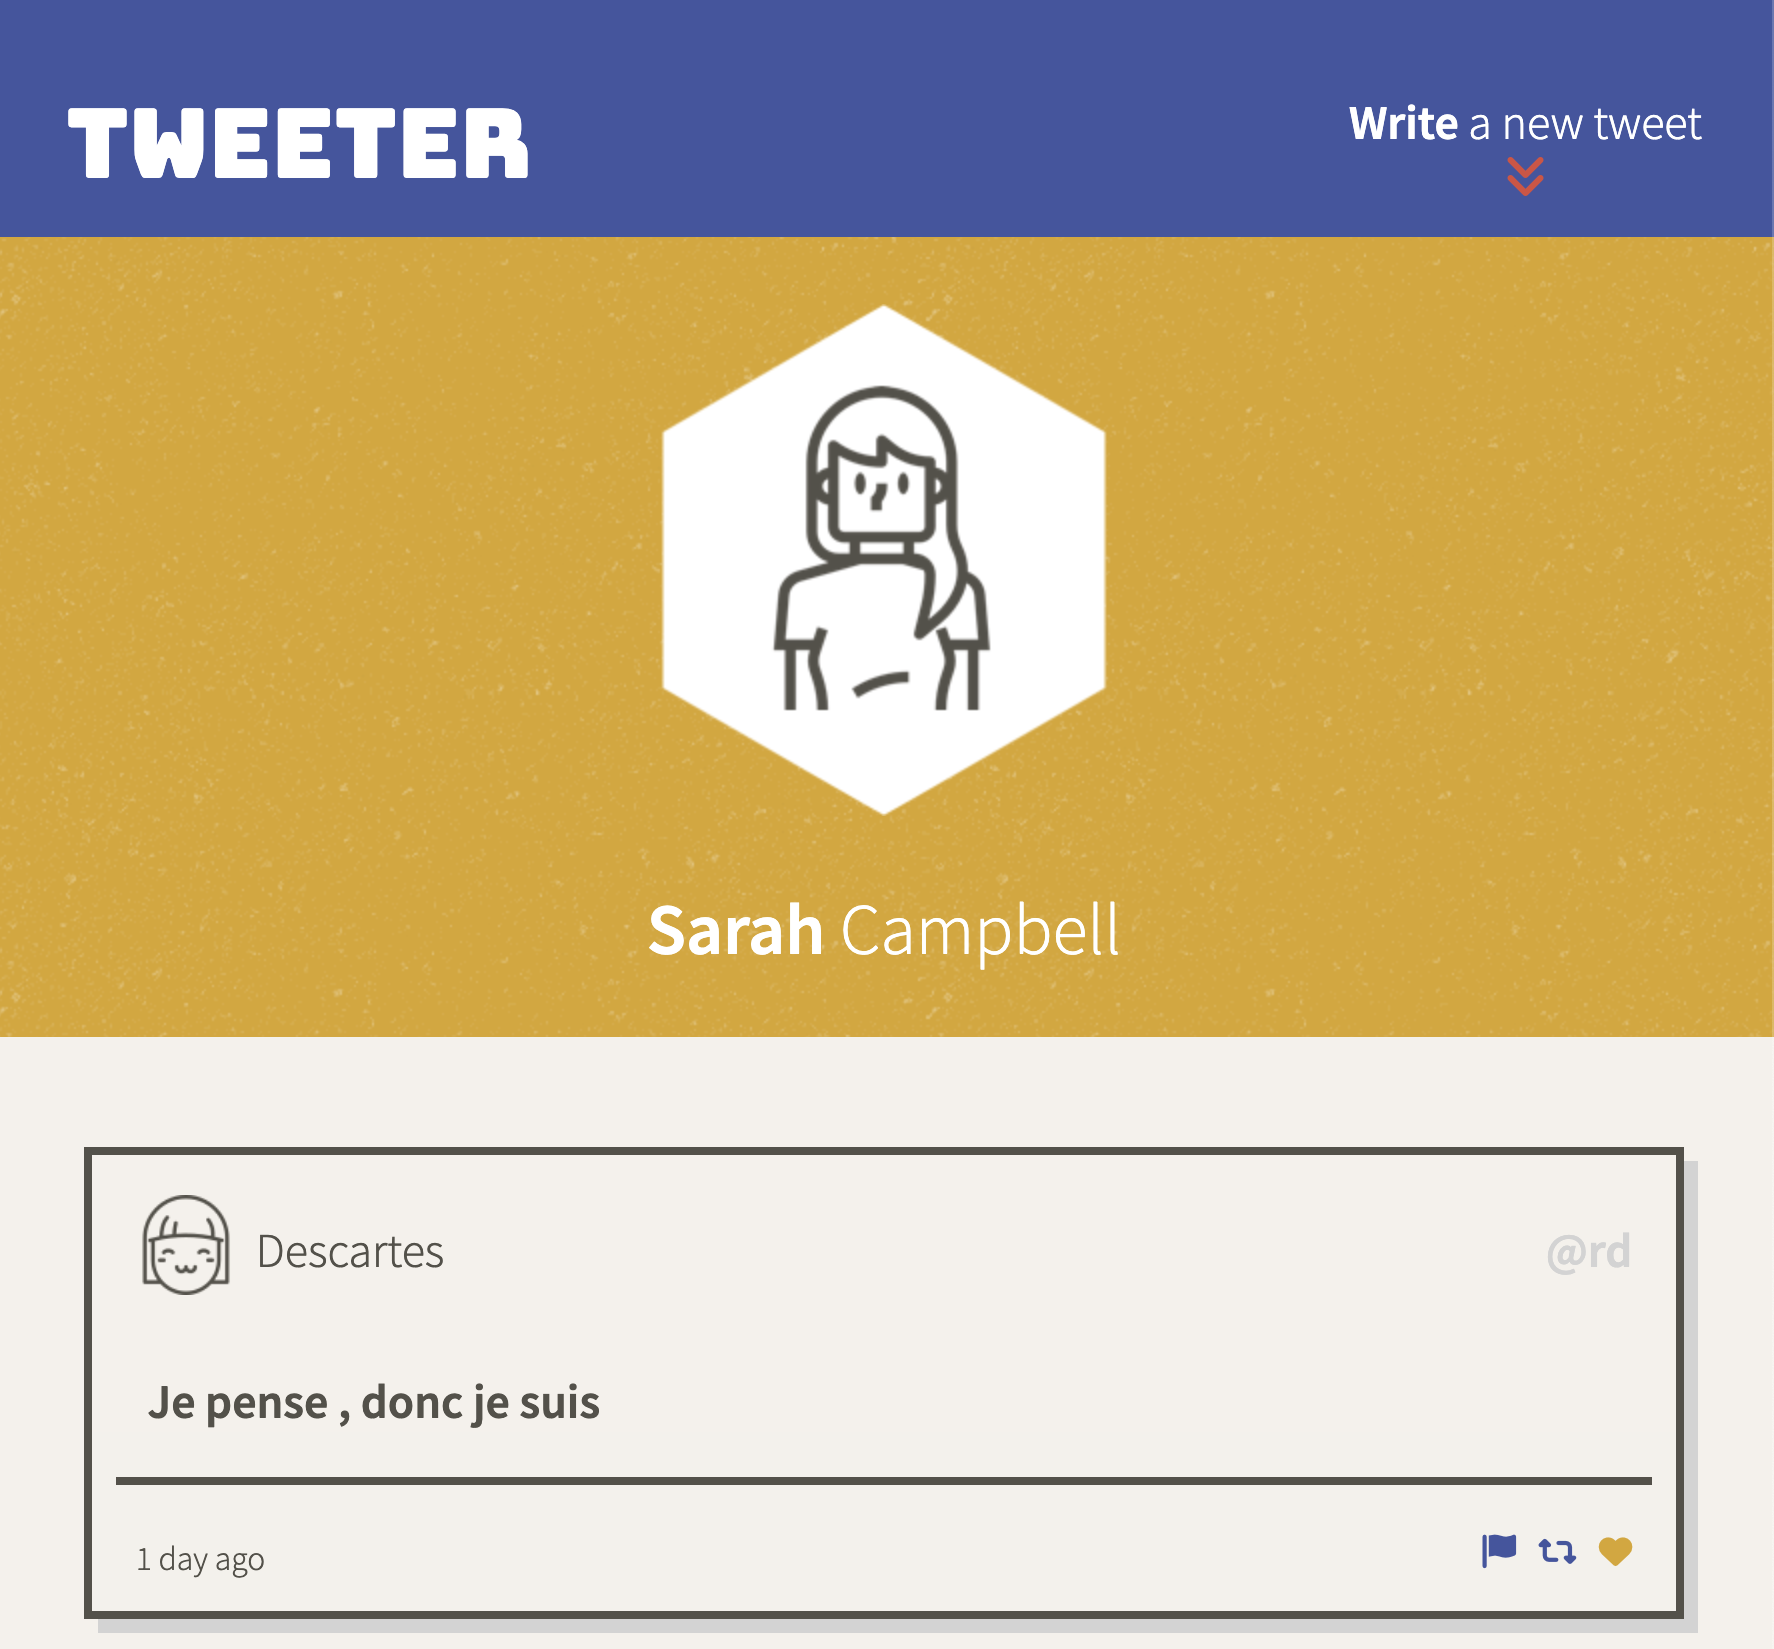 TWEETER
Write a new tweet
Sarah Campbell
Descartes
@rd
Je pense , donc je suis
1 day ago